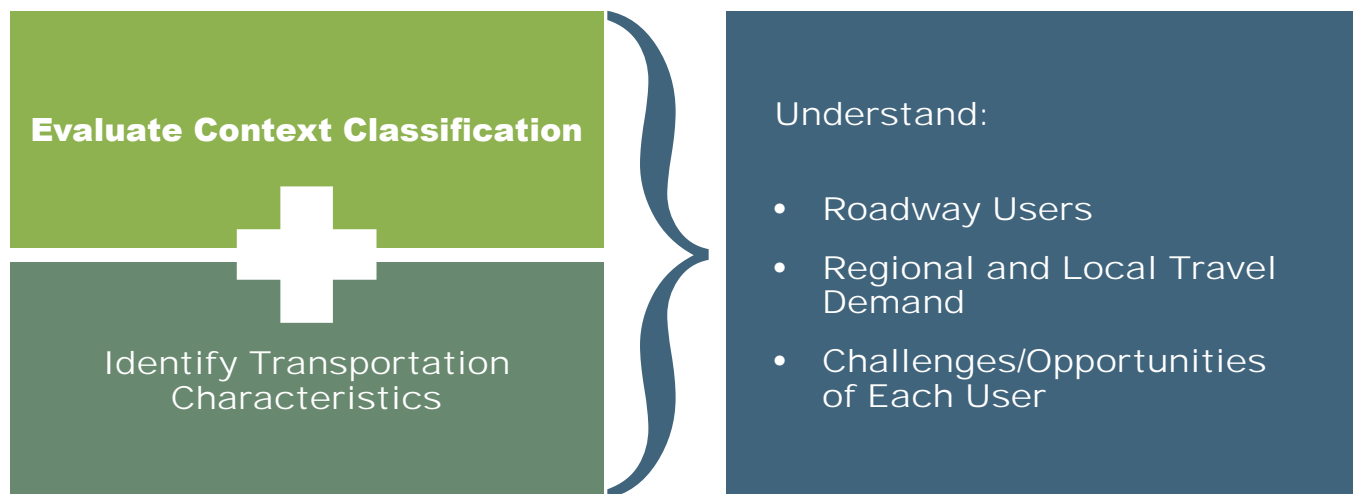 Evaluate Context Classification
Identify Transportation
Characteristics
Understand:
• Roadway Users
• Regional and Local Travel
Demand
• Challenges/Opportunities
of Each User